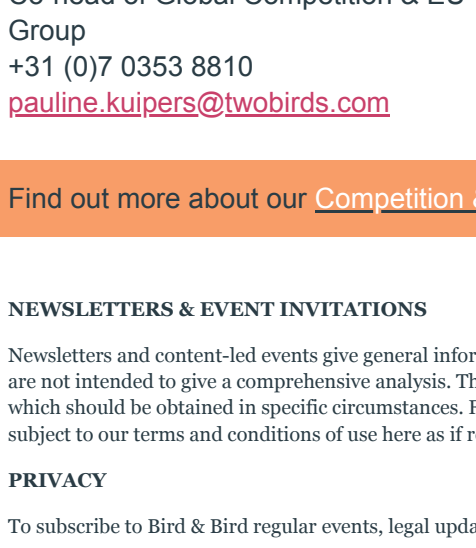 Group
+31 (0)7 0353 8810
pauline.kuipers@twobirds.com
Find out more about our Competition &
NEWSLETTERS & EVENT INVITATIONS
Newsletters and content-led events give general
are not intended to give a comprehensive analysis.
which should be obtained in specific circumstances.
subject to our terms and conditions of use here as if
PRIVACY
To subscribe to Bird & Bird regular events, legal